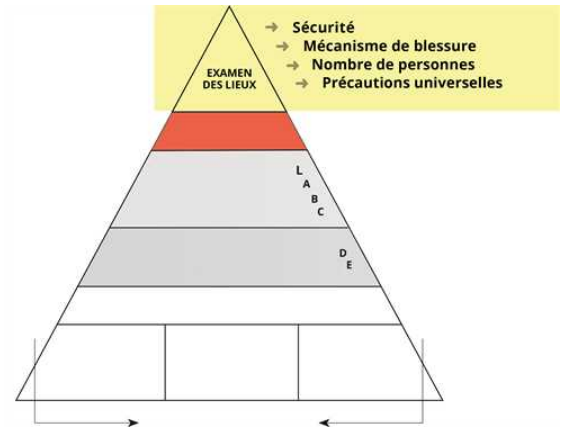 ➔ Sécurité
➔ Mécanisme de blessure
➔ Nombre de personnes
➔ Précautions universelles
EXAMEN
DES LIEUX
L
A
B
C
D
E